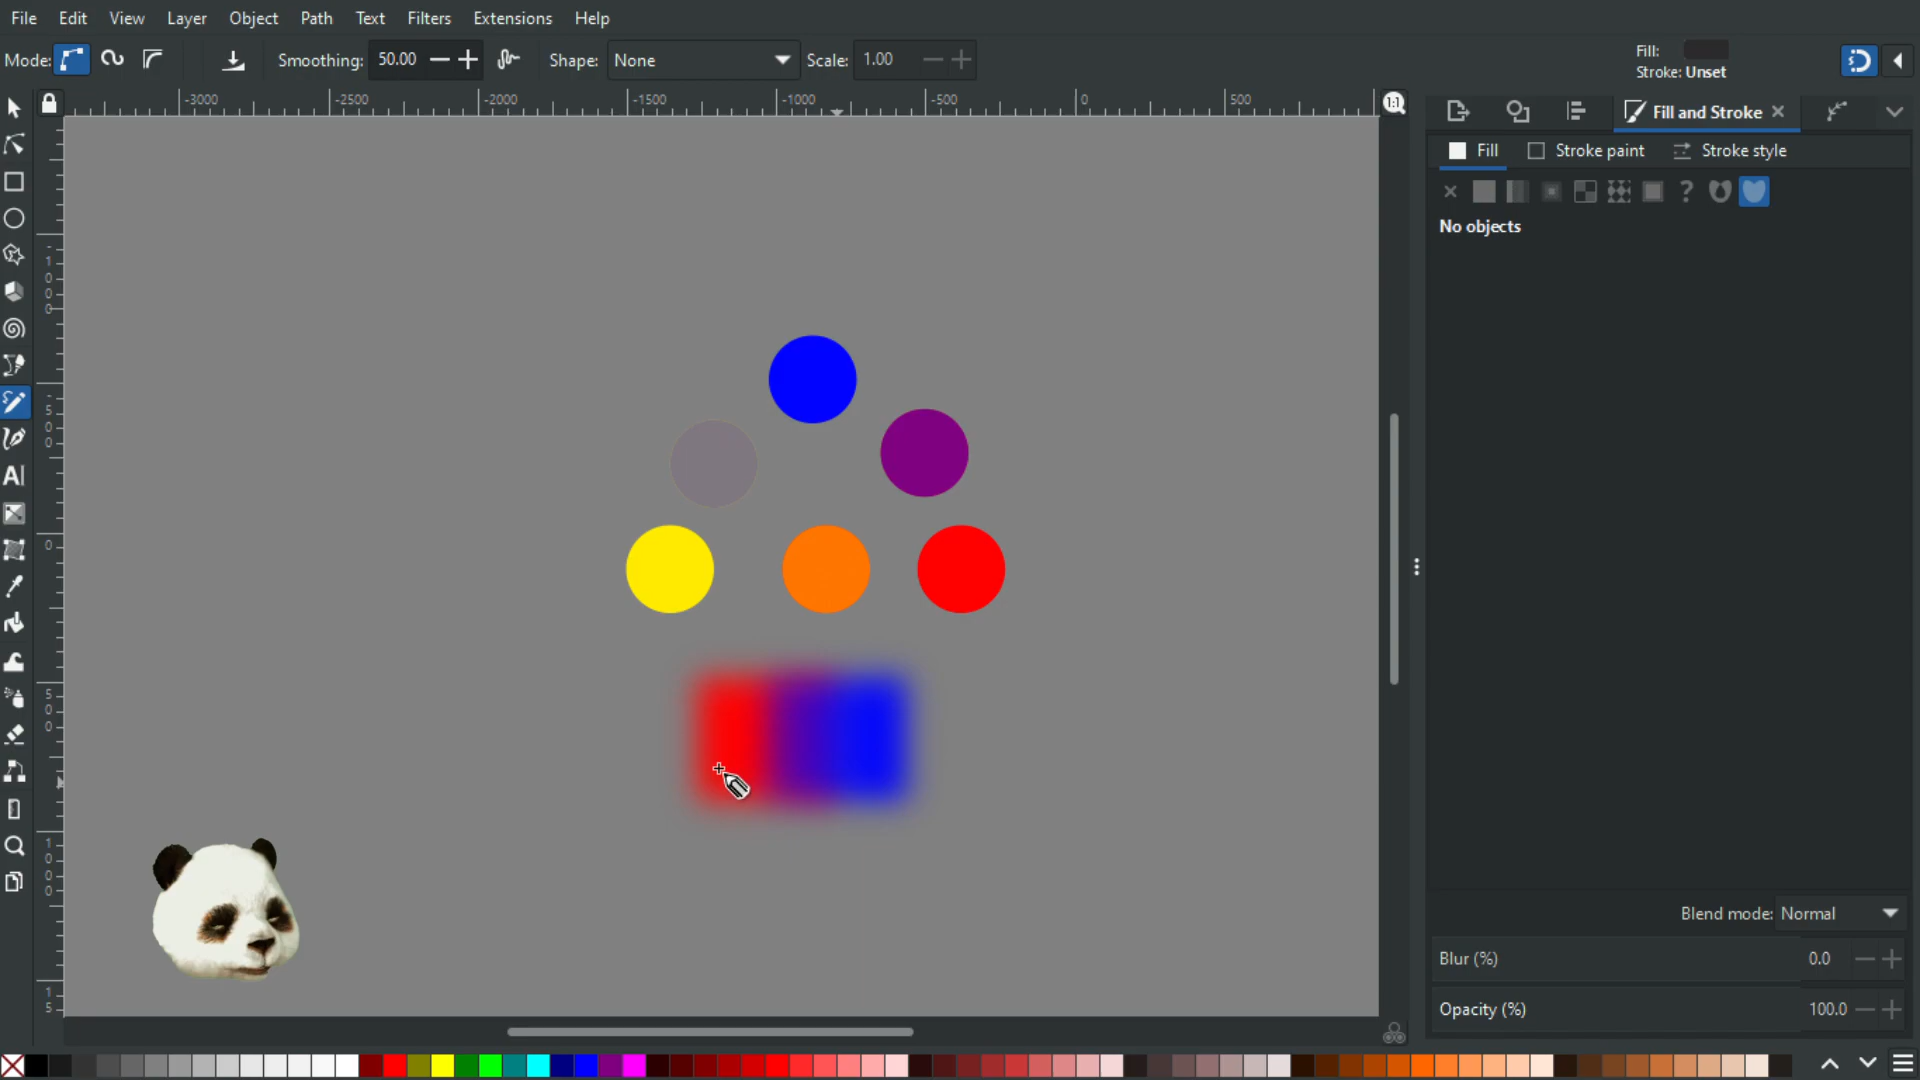 File Edit View Layer Object Path Text Filters Extensions Help
Mode: Smoothing: 50.00 Shape: None Scale: 1.00
Fill:
Stroke: Unset
-3000 -2500 -2000 -1500 -1000 -500 0 500
1:1
Fill and Stroke
Fill Stroke paint Stroke style
No objects
Blend mode: Normal
Blur (%) 0.0
Opacity (%) 100.0